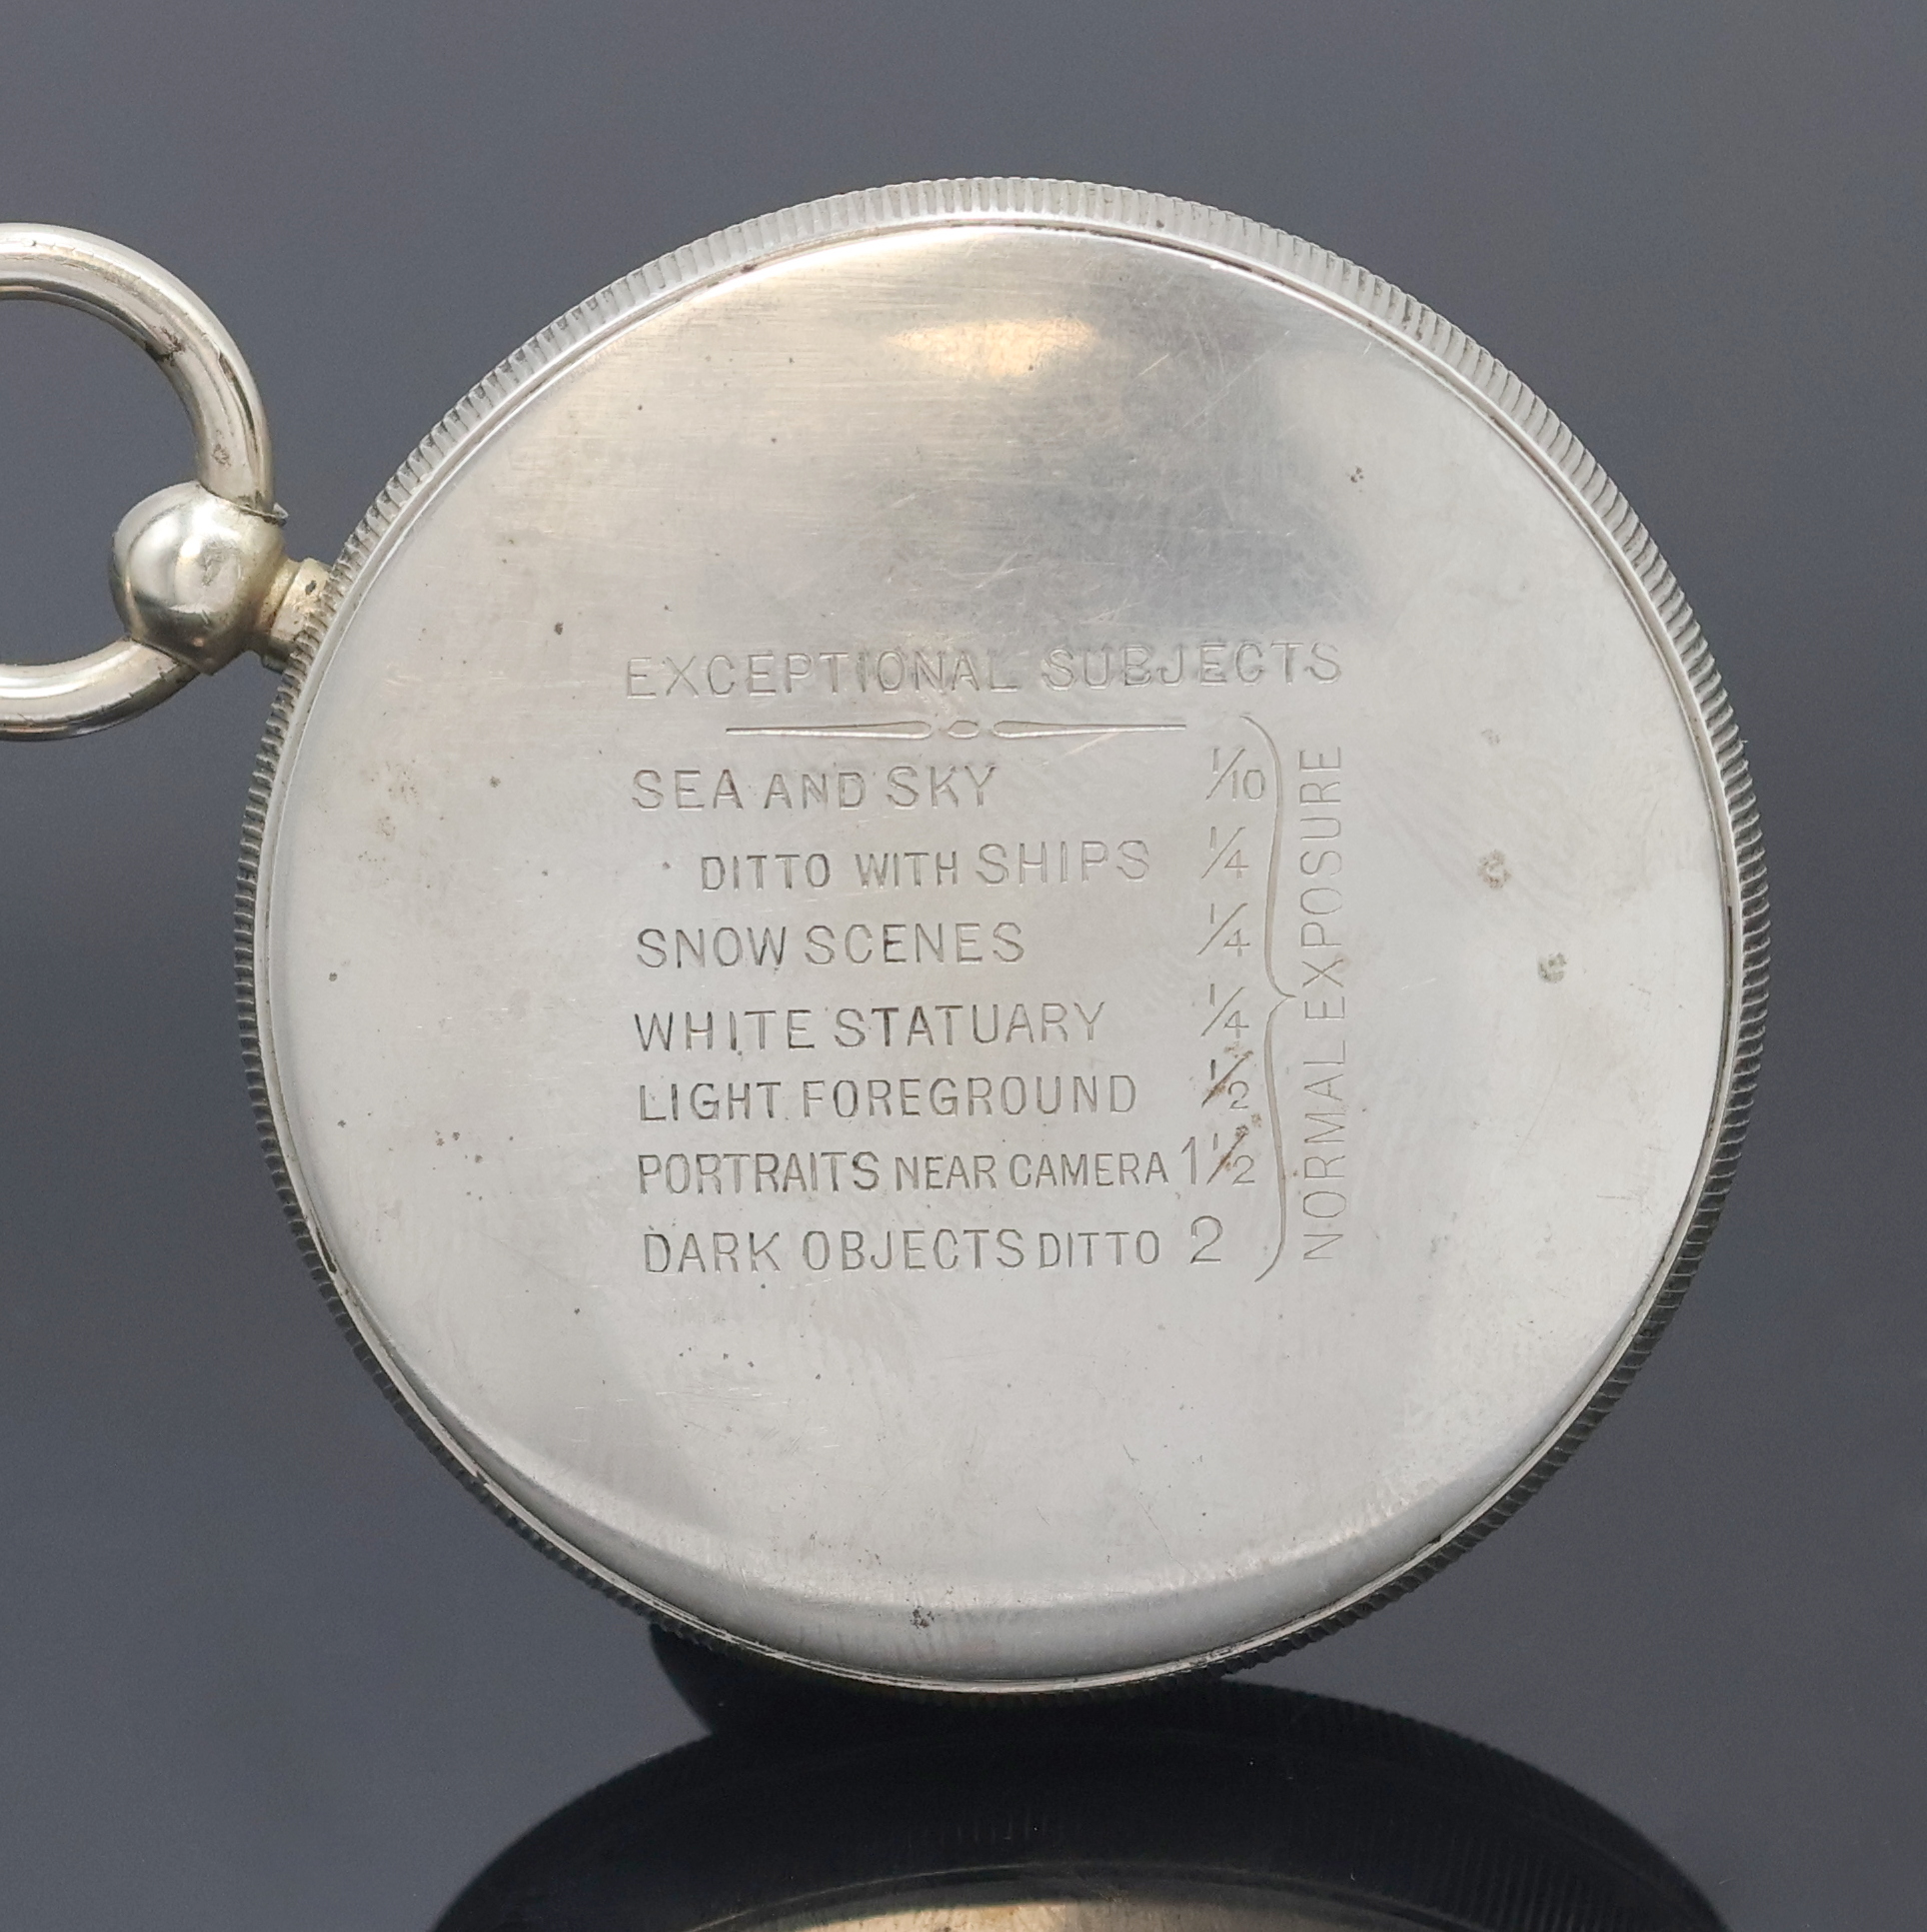 EXCEPTIONAL SUBJECTS
SEA AND SKY 1/10
DITTO WITH SHIPS 1/4
SNOW SCENES 1/4
WHITE STATUARY 1/4
LIGHT FOREGROUND 1/2
PORTRAITS NEAR CAMERA 1 1/2
DARK OBJECTS DITTO 2
NORMAL EXPOSURE